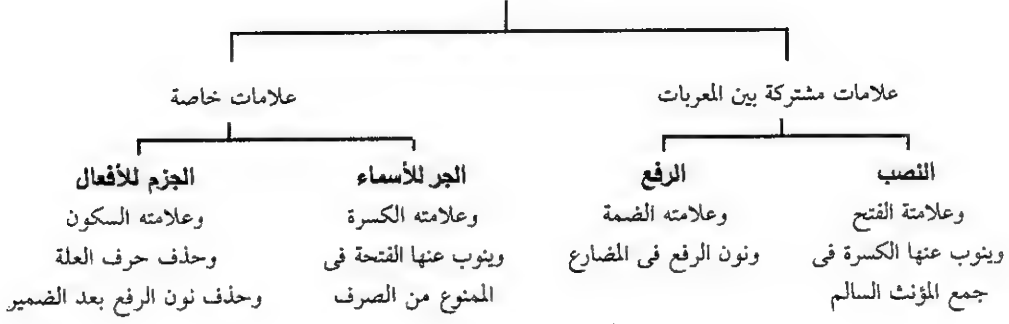 علامات مشتركة بين المعربات
علامات خاصة
النصب
وعلامتة الفتح
وينوب عنها الكسرة فى
جمع المؤنث السالم
الرفع
وعلامته الضمة
ونون الرفع فى المضارع
الجر للأسماء
وعلامته الكسرة
وينوب عنها الفتحة فى
الممنوع من الصرف
الجزم للأفعال
وعلامته السكون
وحذف حرف العلة
وحذف نون الرفع بعد الضمير